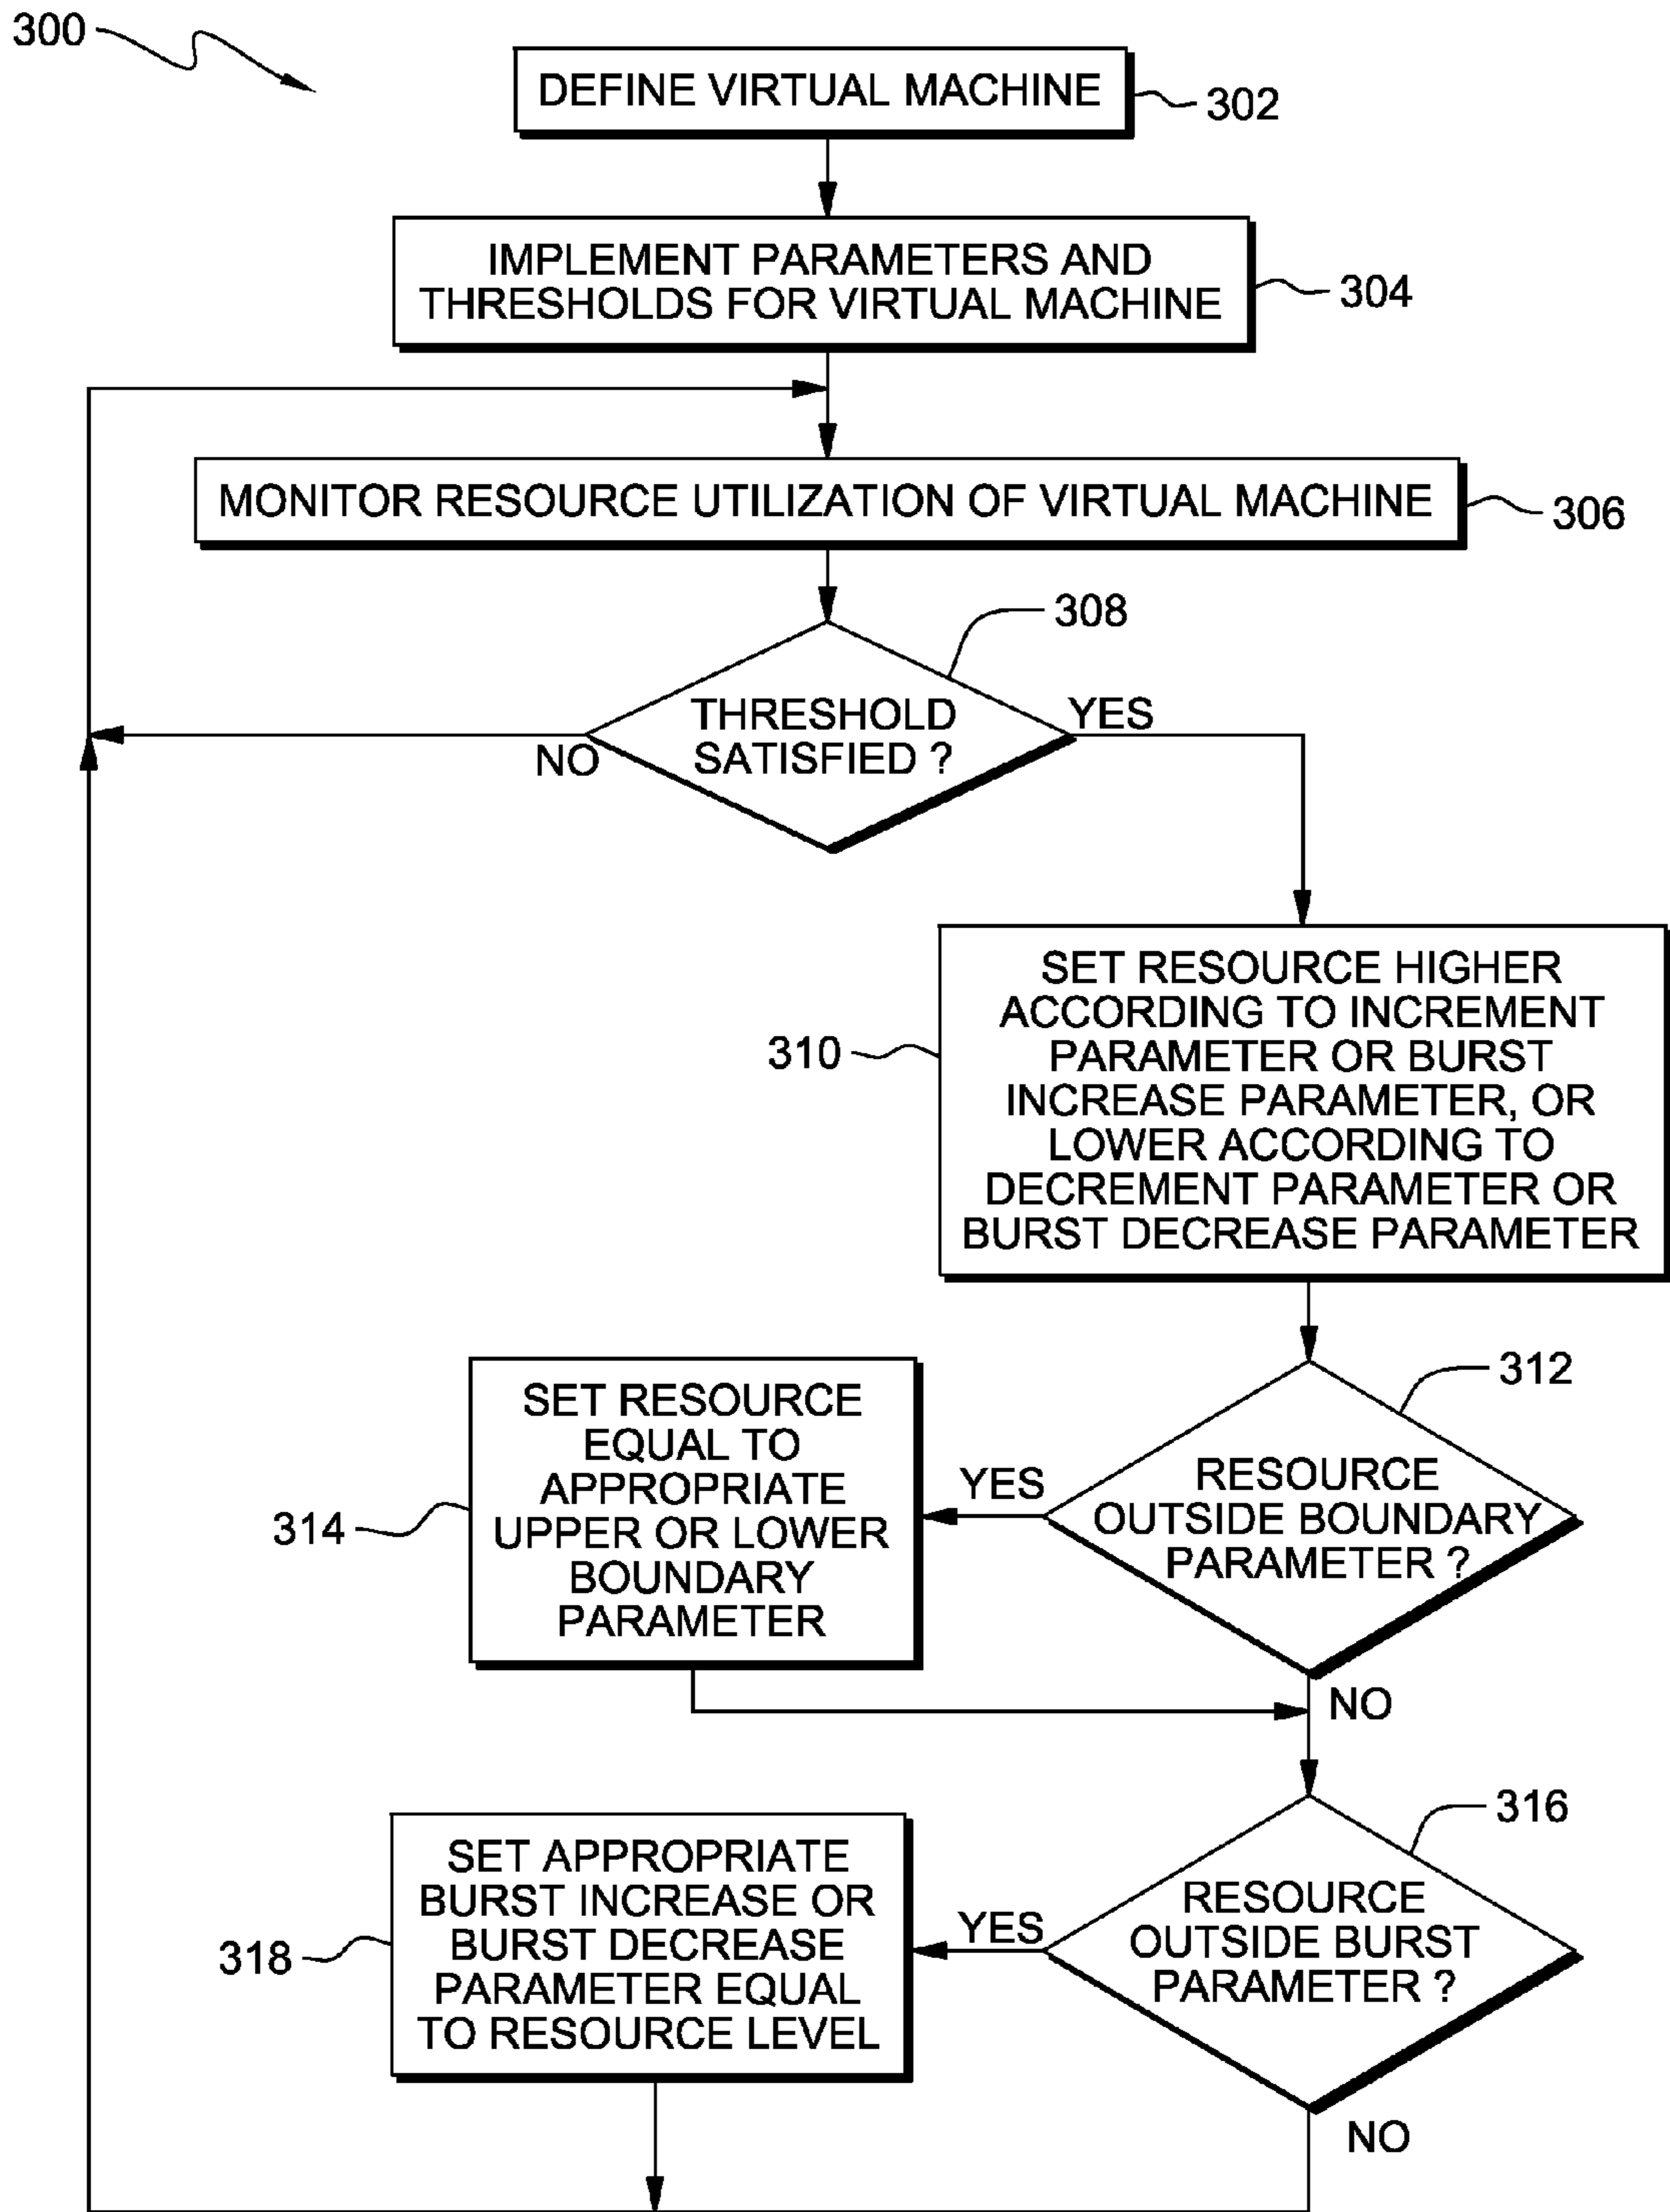 300
DEFINE VIRTUAL MACHINE
302
IMPLEMENT PARAMETERS AND
THRESHOLDS FOR VIRTUAL MACHINE
304
MONITOR RESOURCE UTILIZATION OF VIRTUAL MACHINE
306
308
THRESHOLD
SATISFIED ?
YES
NO
SET RESOURCE HIGHER
ACCORDING TO INCREMENT
PARAMETER OR BURST
INCREASE PARAMETER, OR
LOWER ACCORDING TO
DECREMENT PARAMETER OR
BURST DECREASE PARAMETER
310
312
RESOURCE
OUTSIDE BOUNDARY
PARAMETER ?
YES
SET RESOURCE
EQUAL TO
APPROPRIATE
UPPER OR LOWER
BOUNDARY
PARAMETER
314
NO
316
RESOURCE
OUTSIDE BURST
PARAMETER ?
YES
SET APPROPRIATE
BURST INCREASE OR
BURST DECREASE
PARAMETER EQUAL
TO RESOURCE LEVEL
318
NO